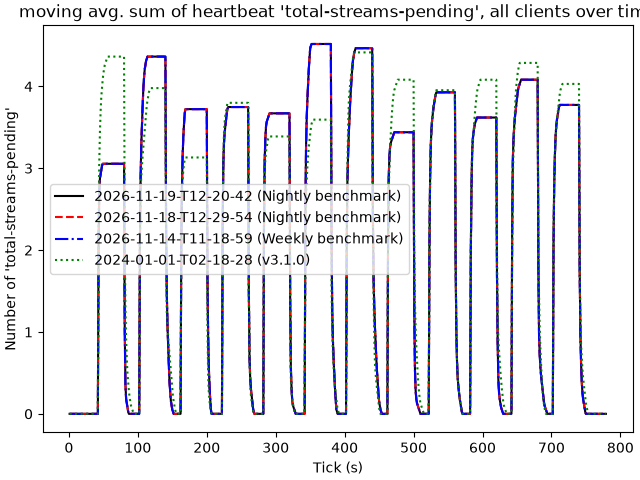 moving avg. sum of heartbeat 'total-streams-pending', all clients over tim
Number of 'total-streams-pending'
4
3
2
1
0
2026-11-19-T12-20-42 (Nightly benchmark)
2026-11-18-T12-29-54 (Nightly benchmark)
2026-11-14-T11-18-59 (Weekly benchmark)
2024-01-01-T02-18-28 (v3.1.0)
0 100 200 300 400 500 600 700 800
Tick (s)